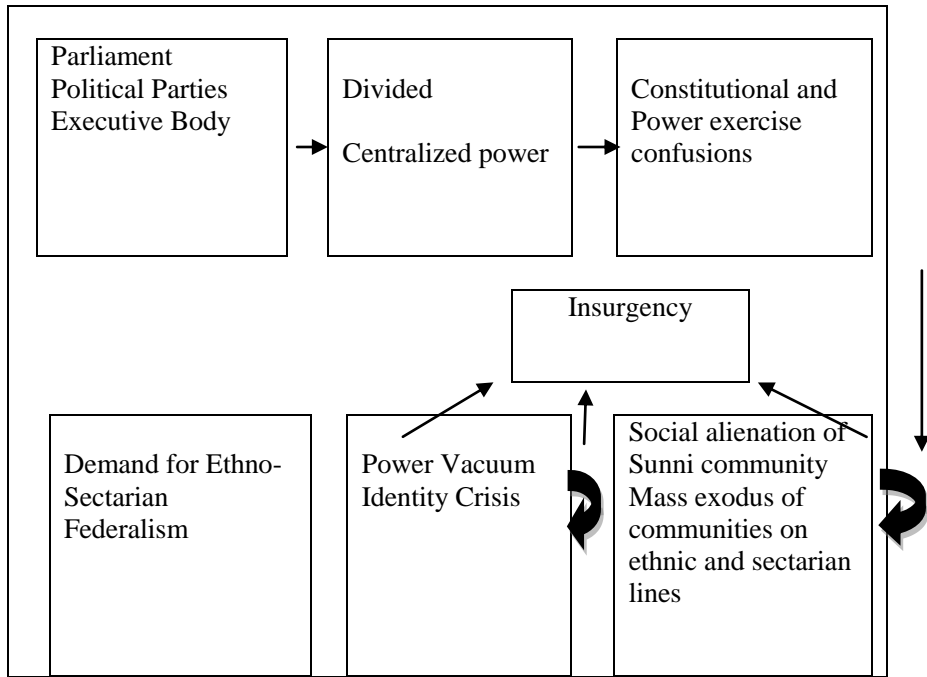 Parliament
Political Parties
Executive Body
Divided
Centralized power
Constitutional and
Power exercise
confusions
Insurgency
Demand for Ethno-
Sectarian
Federalism
Power Vacuum
Identity Crisis
Social alienation of
Sunni community
Mass exodus of
communities on
ethnic and sectarian
lines